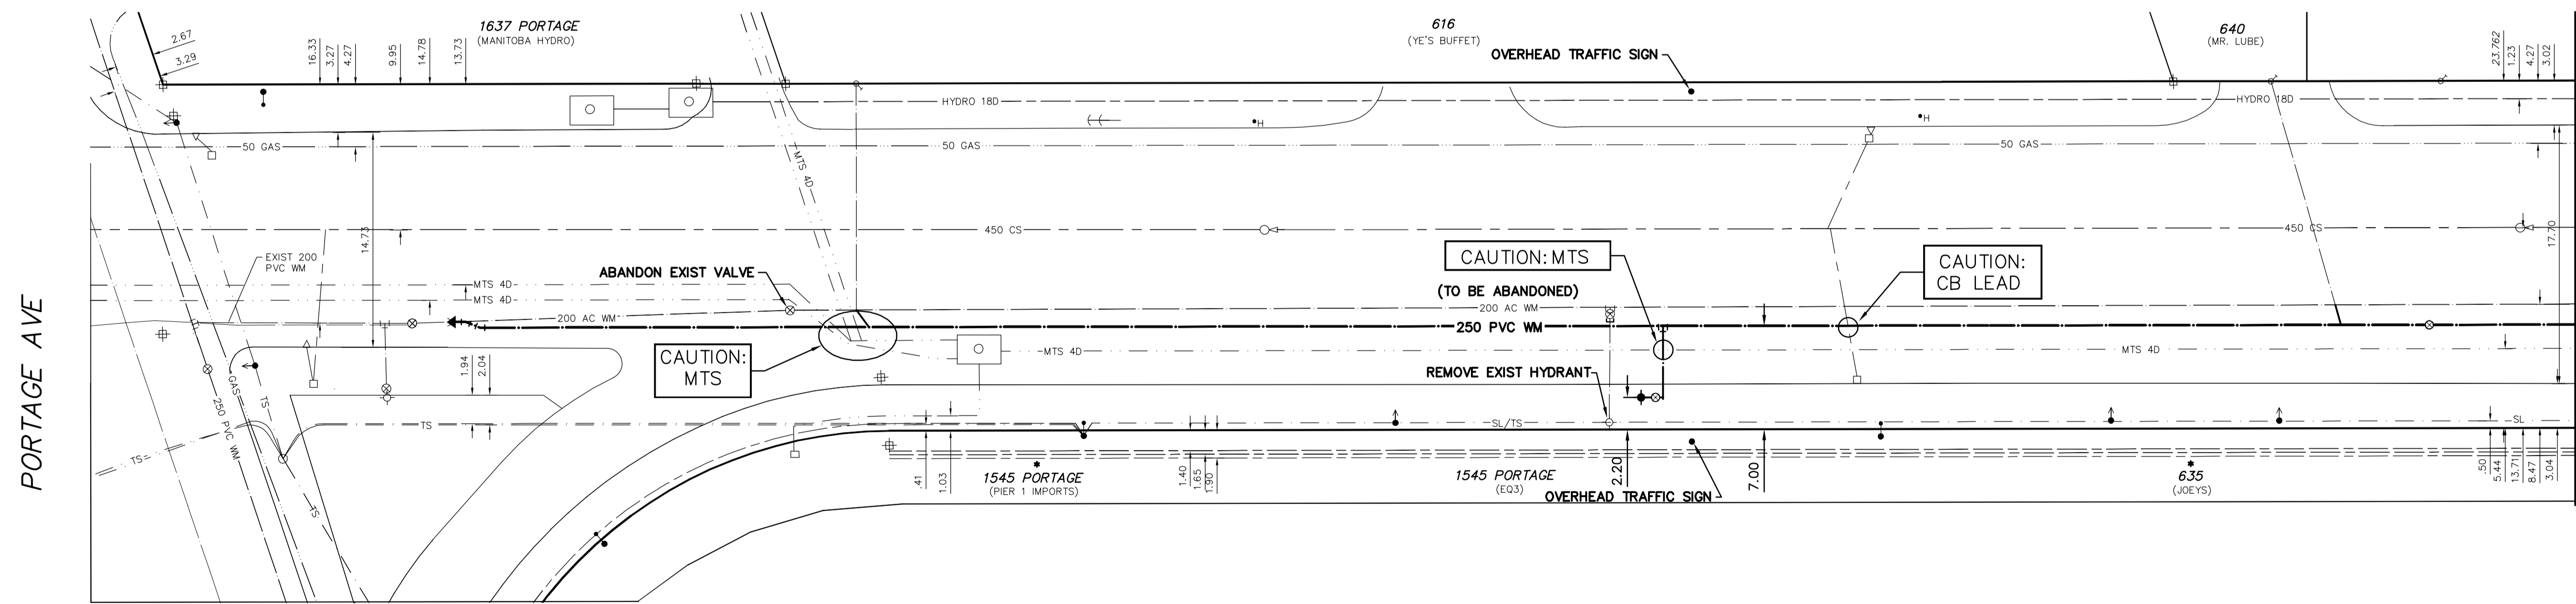 PORTAGE AVE
1637 PORTAGE
(MANITOBA HYDRO)
616
(YE'S BUFFET)
640
(MR. LUBE)
OVERHEAD TRAFFIC SIGN
2.67
3.29
16.33
3.27
4.27
9.95
14.78
13.73
23.762
1.23
4.27
3.02
HYDRO 18D
HYDRO 18D
H
H
50 GAS
50 GAS
50 GAS
MTS 4D
14.73
450 CS
450 CS
17.70
EXIST 200
PVC WM
ABANDON EXIST VALVE
MTS 4D
MTS 4D
200 AC WM
CAUTION: MTS
(TO BE ABANDONED)
200 AC WM
250 PVC WM
CAUTION:
CB LEAD
CAUTION:
MTS
MTS 4D
MTS 4D
REMOVE EXIST HYDRANT
1.94
2.04
GAS
TS
250 PVC WM
TS
TS
TS
SL/TS
SL
.41
1.03
1.40
1.65
1.90
2.20
7.00
.50
5.44
13.71
8.47
3.04
*
1545 PORTAGE
(PIER 1 IMPORTS)
1545 PORTAGE
(EQ3)
OVERHEAD TRAFFIC SIGN
*
635
(JOEYS)